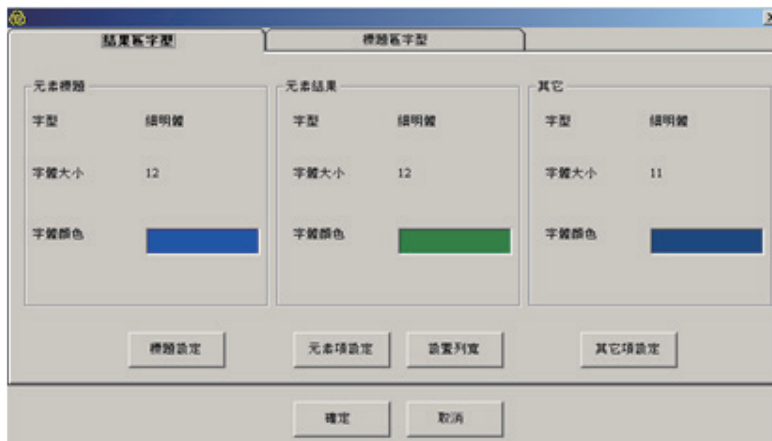 結果區字型 標題區字型
元素標題 元素結果 其它
字型 細明體 字型 細明體 字型 細明體
字體大小 12 字體大小 12 字體大小 11
字體顏色 字體顏色 字體顏色
標題設定 元素項設定 設置列寬 其它項設定
確定 取消